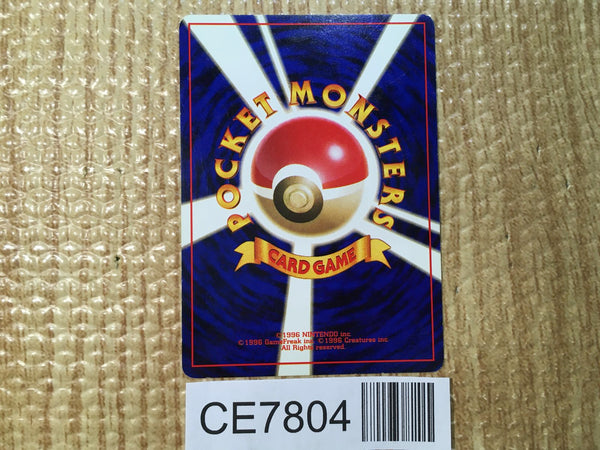 POCKET MONSTERS
CARD GAME
©1996 NINTENDO inc.
©1996 GameFreak inc. ©1996 Creatures inc.
All Rights reserved.
CE7804